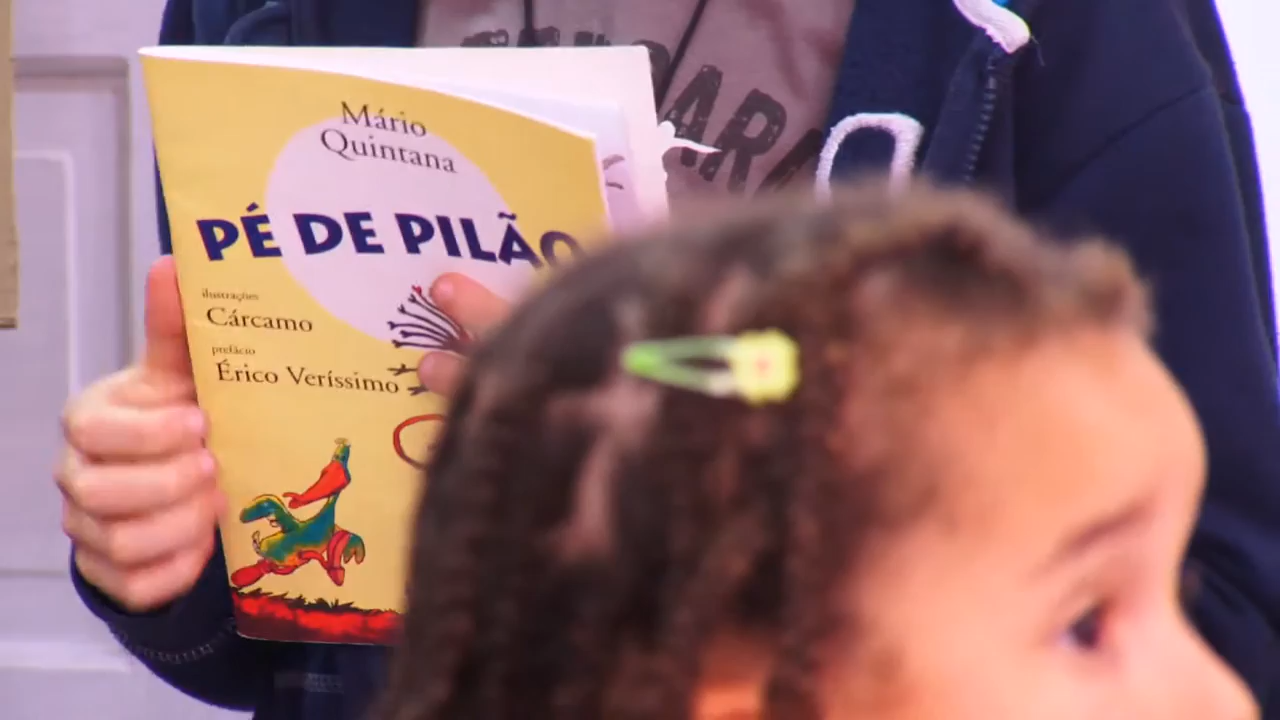 Mário
Quintana
PÉ DE PILÃO
ilustrações
Cárcamo
prefácio
Érico Veríssimo